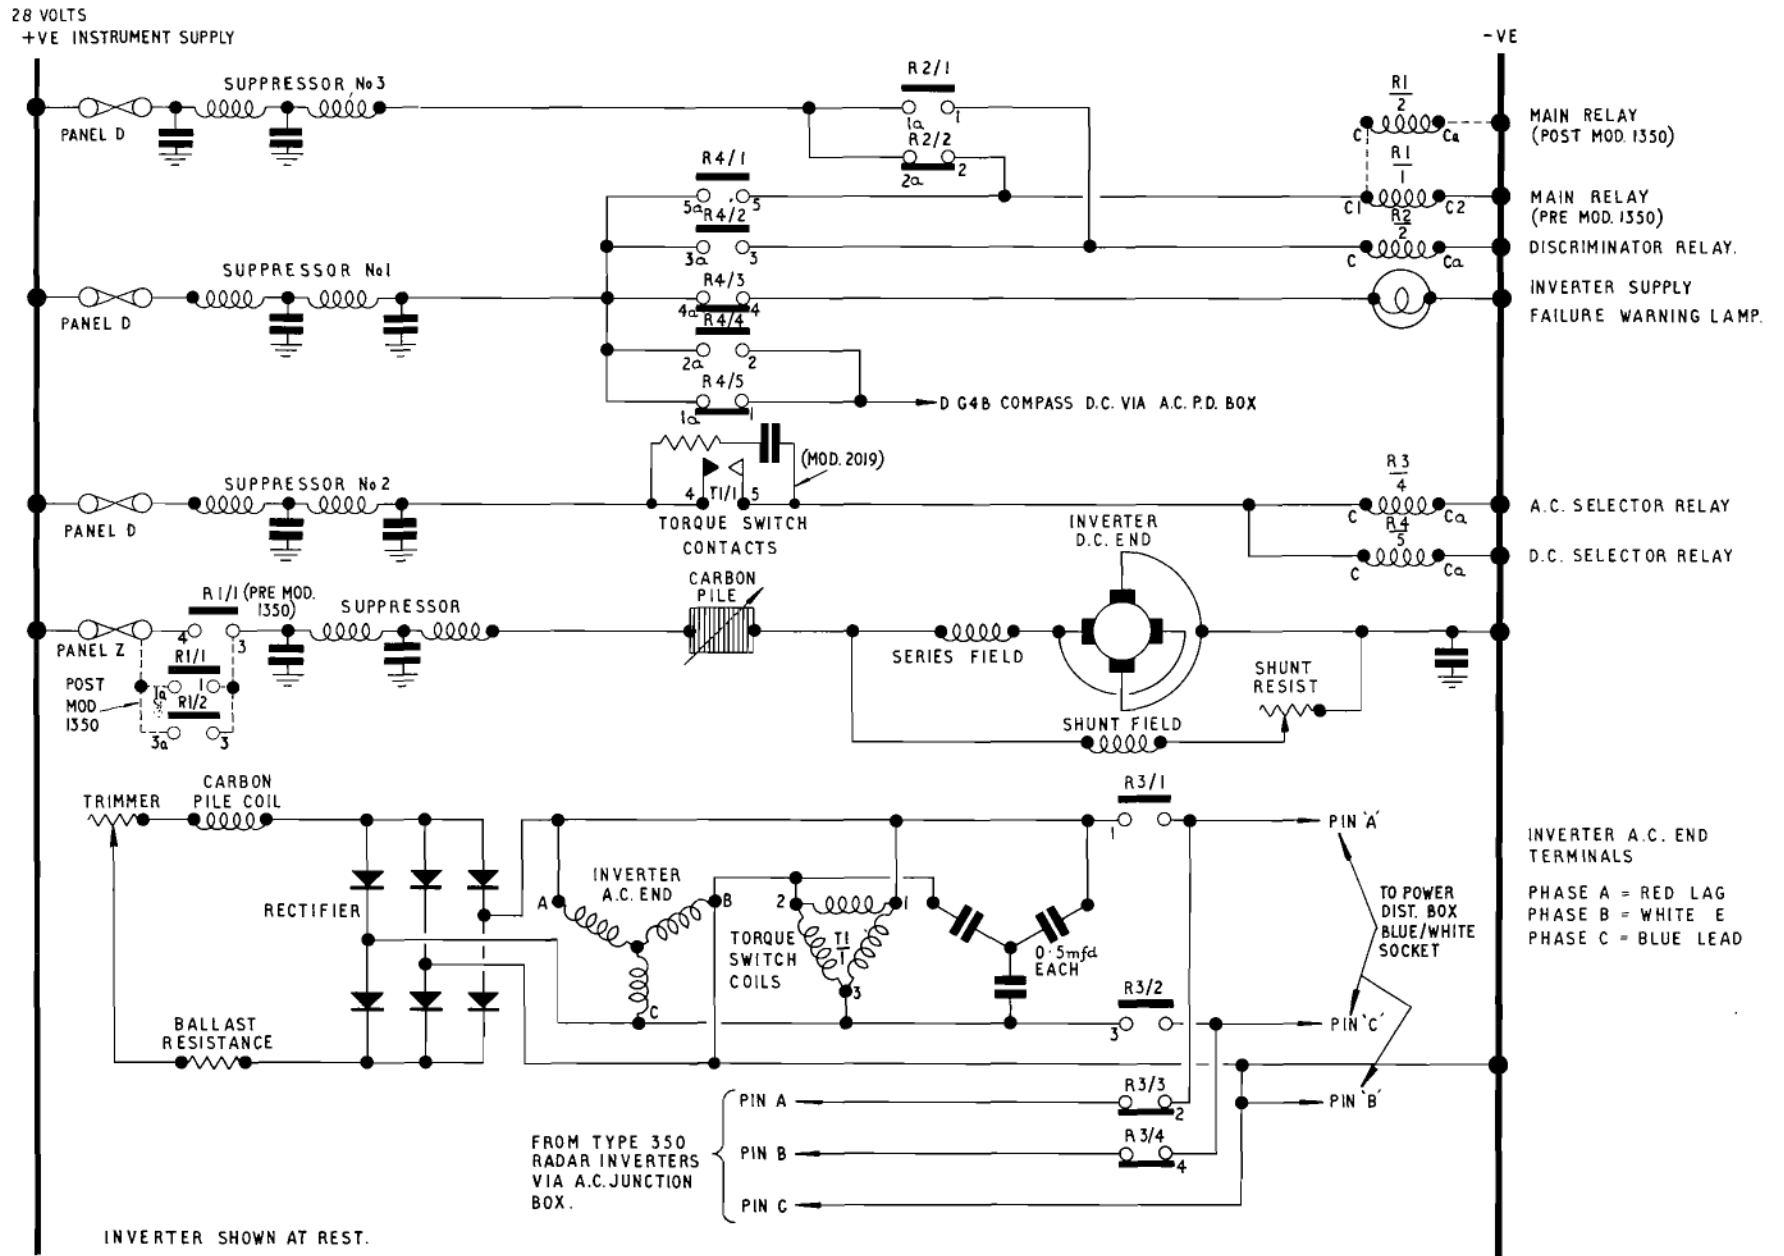 28 VOLTS
+VE INSTRUMENT SUPPLY
-VE
SUPPRESSOR No 3
PANEL D
R2/1
1a
1
R2/2
2a
2
R1
2
C
Ca
MAIN RELAY
(POST MOD. 1350)
R4/1
5a
5
R1
1
C1
C2
MAIN RELAY
(PRE MOD. 1350)
R4/2
3a
3
R2
2
C
Ca
DISCRIMINATOR RELAY.
SUPPRESSOR No1
PANEL D
R4/3
4a
4
INVERTER SUPPLY
FAILURE WARNING LAMP.
R4/4
2a
2
R4/5
1a
1
D G4B COMPASS D.C. VIA A.C. P.D. BOX
(MOD. 2019)
SUPPRESSOR No 2
PANEL D
4
T1/1
5
TORQUE SWITCH
CONTACTS
R3
4
C
Ca
A.C. SELECTOR RELAY
R4
5
C
Ca
D.C. SELECTOR RELAY
INVERTER
D.C. END
R1/1 (PRE MOD.
1350)
SUPPRESSOR
CARBON
PILE
PANEL Z
4
3
SERIES FIELD
R1/1
1a
1
POST
MOD
1350
R1/2
3a
3
SHUNT
RESIST
SHUNT FIELD
TRIMMER
CARBON
PILE COIL
R3/1
1
PIN 'A'
INVERTER A.C. END
TERMINALS
PHASE A = RED LAG
PHASE B = WHITE E
PHASE C = BLUE LEAD
RECTIFIER
INVERTER
A.C. END
A
B
C
2
1
T1
1
3
TORQUE
SWITCH
COILS
0·5mfd
EACH
TO POWER
DIST. BOX
BLUE/WHITE
SOCKET
R3/2
3
PIN 'C'
BALLAST
RESISTANCE
PIN A
R3/3
2
PIN 'B'
FROM TYPE 350
RADAR INVERTERS
VIA A.C. JUNCTION
BOX.
PIN B
R3/4
4
PIN C
INVERTER SHOWN AT REST.